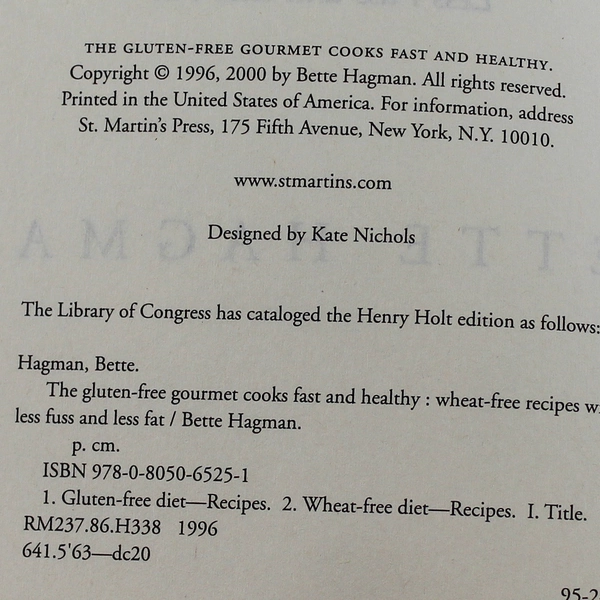 THE GLUTEN-FREE GOURMET COOKS FAST AND HEALTHY.
Copyright © 1996, 2000 by Bette Hagman. All rights reserved.
Printed in the United States of America. For information, address
St. Martin's Press, 175 Fifth Avenue, New York, N.Y. 10010.
www.stmartins.com
Designed by Kate Nichols
The Library of Congress has cataloged the Henry Holt edition as follows:
Hagman, Bette.
The gluten-free gourmet cooks fast and healthy : wheat-free recipes
less fuss and less fat / Bette Hagman.
p. cm.
ISBN 978-0-8050-6525-1
1. Gluten-free diet—Recipes. 2. Wheat-free diet—Recipes. I. Title.
RM237.86.H338 1996
641.5'63—dc20
95-2